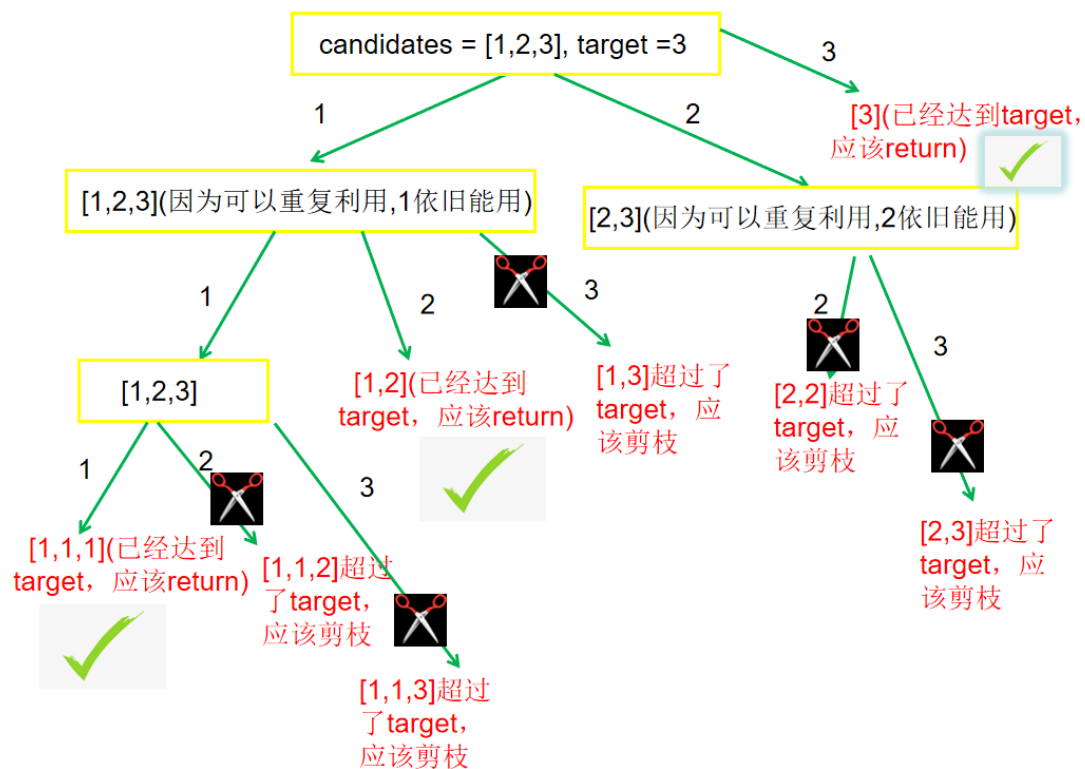 candidates = [1,2,3], target =3
3
1
2
[3](已经达到target，
应该return)
[1,2,3](因为可以重复利用,1依旧能用)
[2,3](因为可以重复利用,2依旧能用)
1
2
3
2
3
[1,2,3]
[1,2](已经达到
target，应该return)
[1,3]超过了
target，应
该剪枝
[2,2]超过了
target，应
该剪枝
1
2
3
[2,3]超过了
target，应
该剪枝
[1,1,1](已经达到
target，应该return)
[1,1,2]超过
了target，
应该剪枝
[1,1,3]超过
了target，
应该剪枝